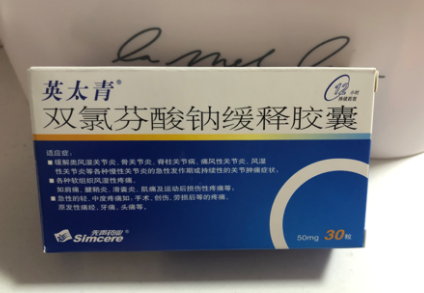 英太青®
12 小时
持续药效
双氯芬酸钠缓释胶囊
适应症:
■缓解类风湿关节炎、骨关节炎、脊柱关节病、痛风性关节炎、风湿
性关节炎等各种慢性关节炎的急性发作期或持续性的关节肿痛症状。
■各种软组织风湿性疼痛,
如肩痛、腱鞘炎、滑囊炎、肌痛及运动后损伤性疼痛等。
■急性的轻、中度疼痛如,手术、创伤、劳损后等的疼痛,
原发性痛经、牙痛、头痛等。
先声药业®
Simcere®
50mg 30粒